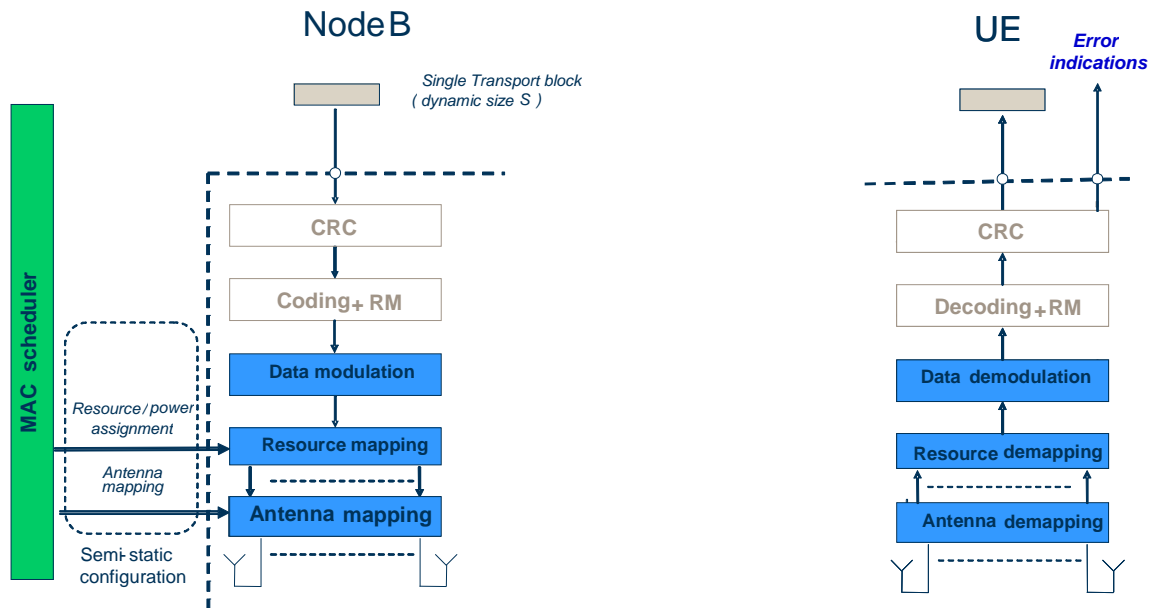 Node B
UE
Error
indications
Single Transport block
( dynamic size S )
CRC
Coding+ RM
Data modulation
Resource mapping
Antenna mapping
MAC scheduler
Resource / power
assignment
Antenna
mapping
Semi-static
configuration
CRC
Decoding+RM
Data demodulation
Resource demapping
Antenna demapping